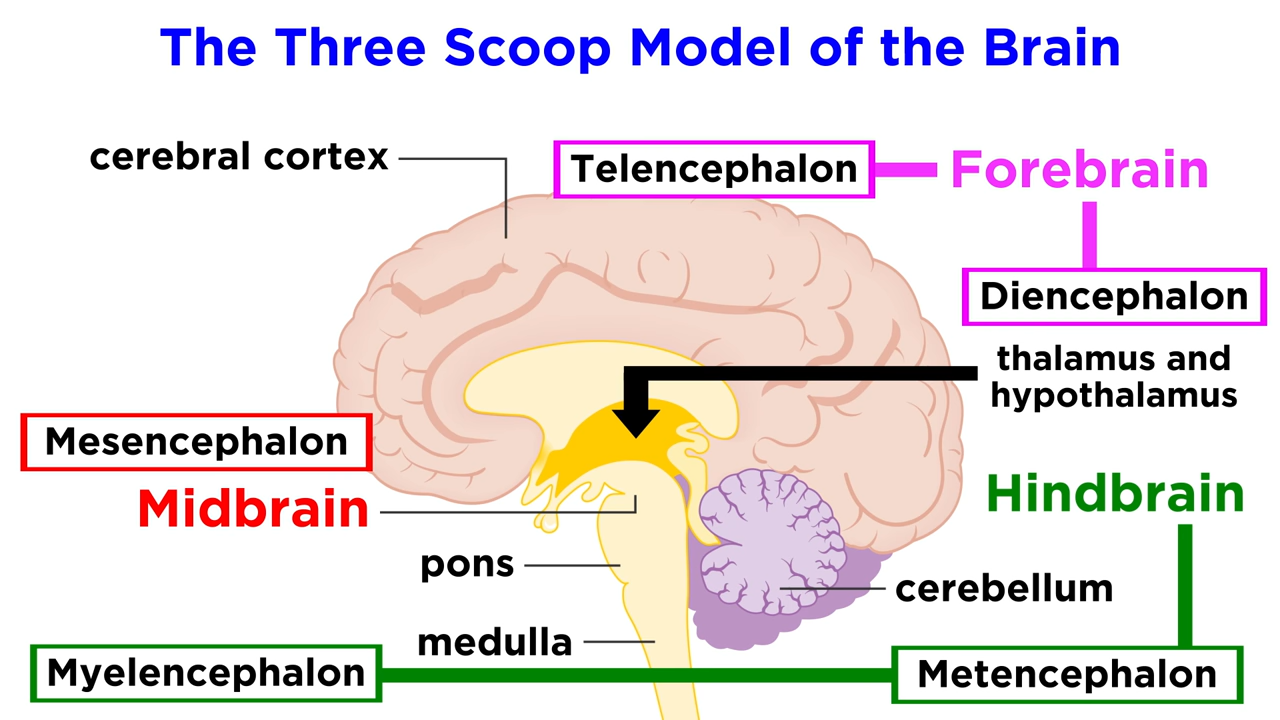 The Three Scoop Model of the Brain
cerebral cortex
Telencephalon
Forebrain
Diencephalon
thalamus and
hypothalamus
Mesencephalon
Midbrain
Hindbrain
pons
cerebellum
medulla
Myelencephalon
Metencephalon